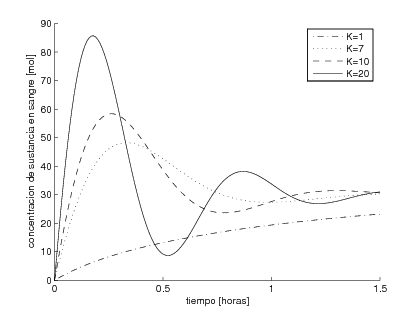 90
80
70
60
50
40
30
20
10
0
concentracion de sustancia en sangre [mol]
K=1
K=7
K=10
K=20
0 0.5 1 1.5
tiempo [horas]